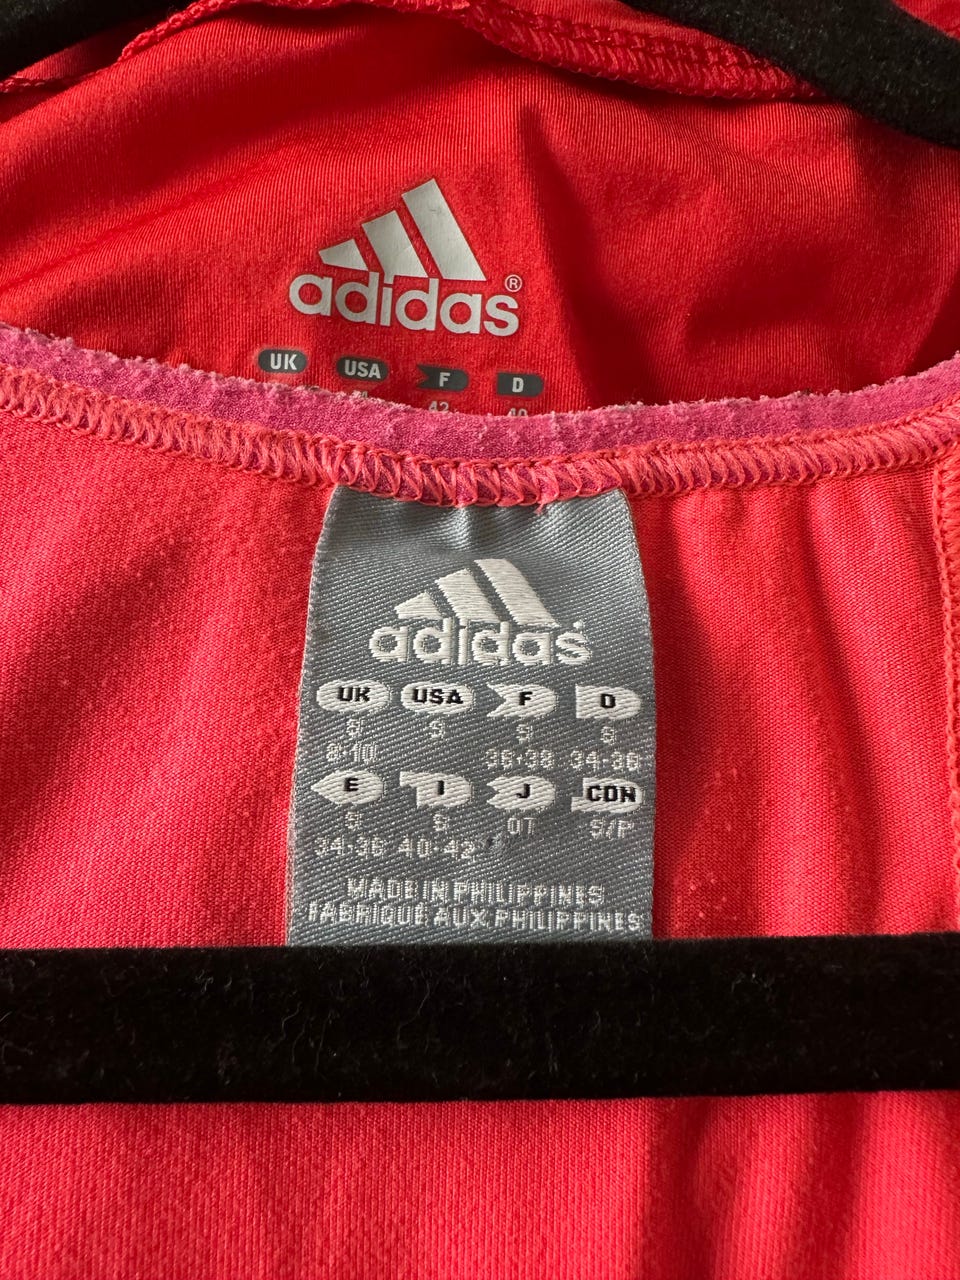 adidas®
UK USA F D
42 40
adidas
UK USA F D
S S S S
8-10 36-38 34-36
E I J CDN
S S OT S/P
34-36 40-42
MADE IN PHILIPPINES
FABRIQUÉ AUX PHILIPPINES